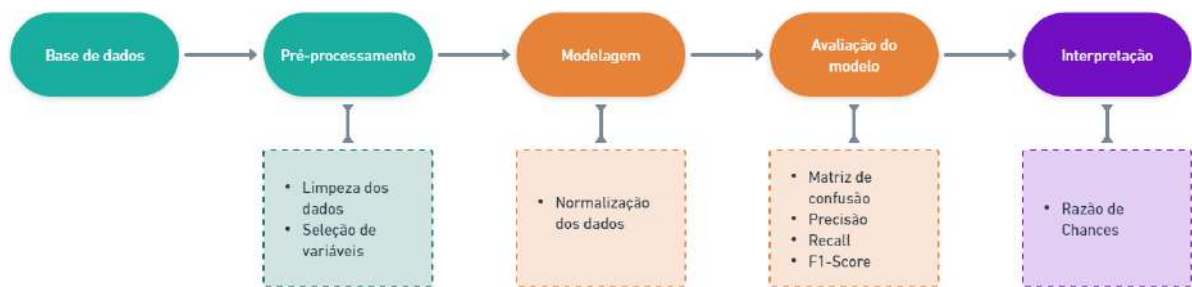 Base de dados
Pré-processamento
Modelagem
Avaliação do
modelo
Interpretação
• Limpeza dos
dados
• Seleção de
variáveis
• Normalização
dos dados
• Matriz de
confusão
• Precisão
• Recall
• F1-Score
• Razão de
Chances